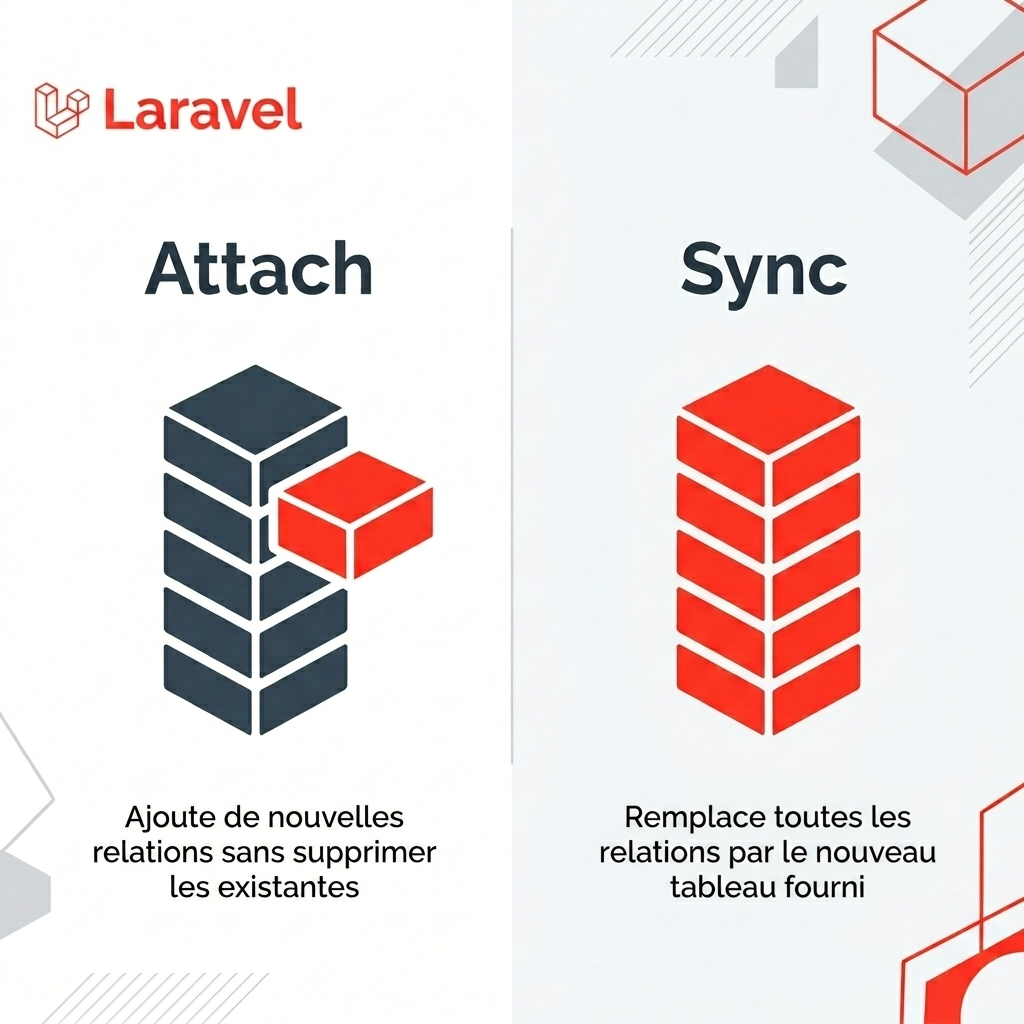 Laravel
Attach
Ajoute de nouvelles
relations sans supprimer
les existantes
Sync
Remplace toutes les
relations par le nouveau
tableau fourni